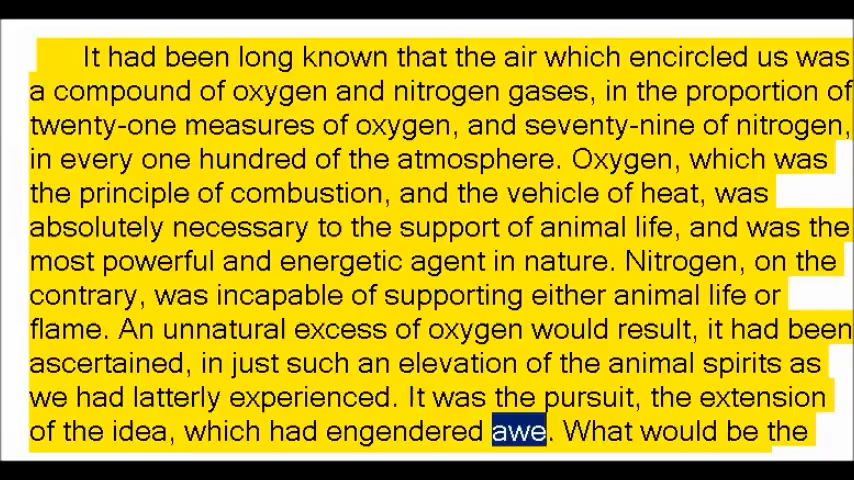 It had been long known that the air which encircled us was
a compound of oxygen and nitrogen gases, in the proportion of
twenty-one measures of oxygen, and seventy-nine of nitrogen,
in every one hundred of the atmosphere. Oxygen, which was
the principle of combustion, and the vehicle of heat, was
absolutely necessary to the support of animal life, and was the
most powerful and energetic agent in nature. Nitrogen, on the
contrary, was incapable of supporting either animal life or
flame. An unnatural excess of oxygen would result, it had been
ascertained, in just such an elevation of the animal spirits as
we had latterly experienced. It was the pursuit, the extension
of the idea, which had engendered awe. What would be the